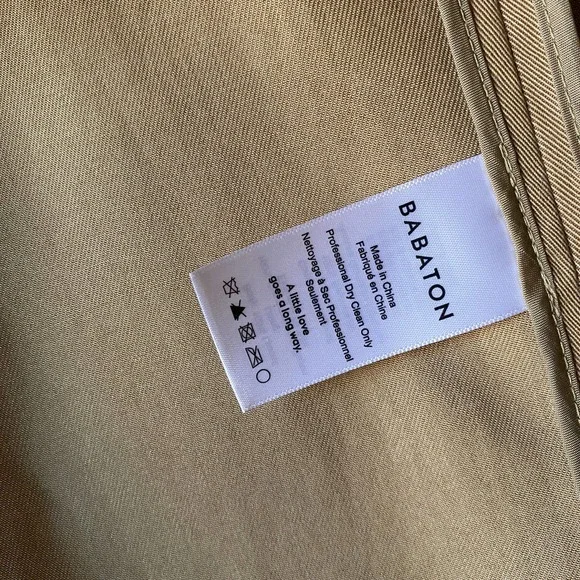 BABATON
Made in China
Fabriqué en Chine
Professional Dry Clean Only
Nettoyage à Sec Professionnel
Seulement
A little love
goes a long way.